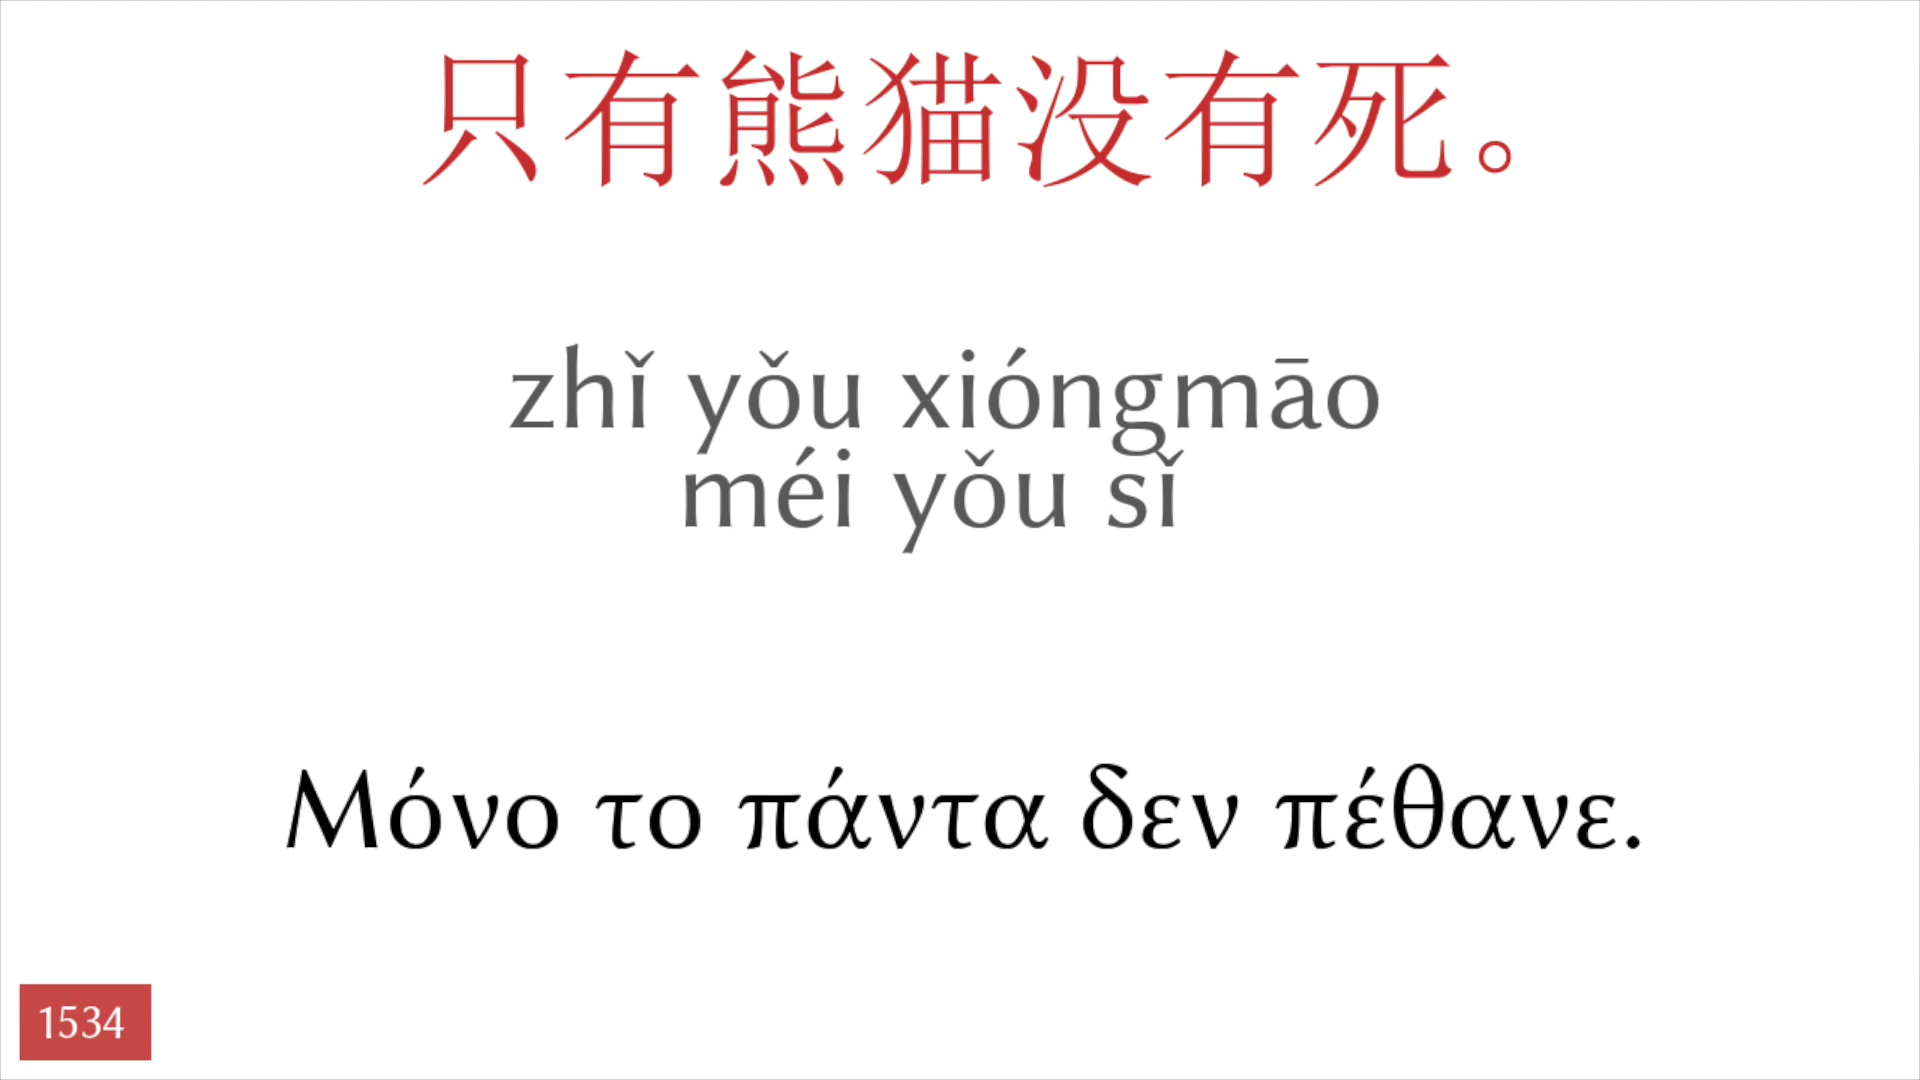 只有熊猫没有死。
zhǐ yǒu xióngmāo
méi yǒu sǐ
Μόνο το πάντα δεν πέθανε.
1534